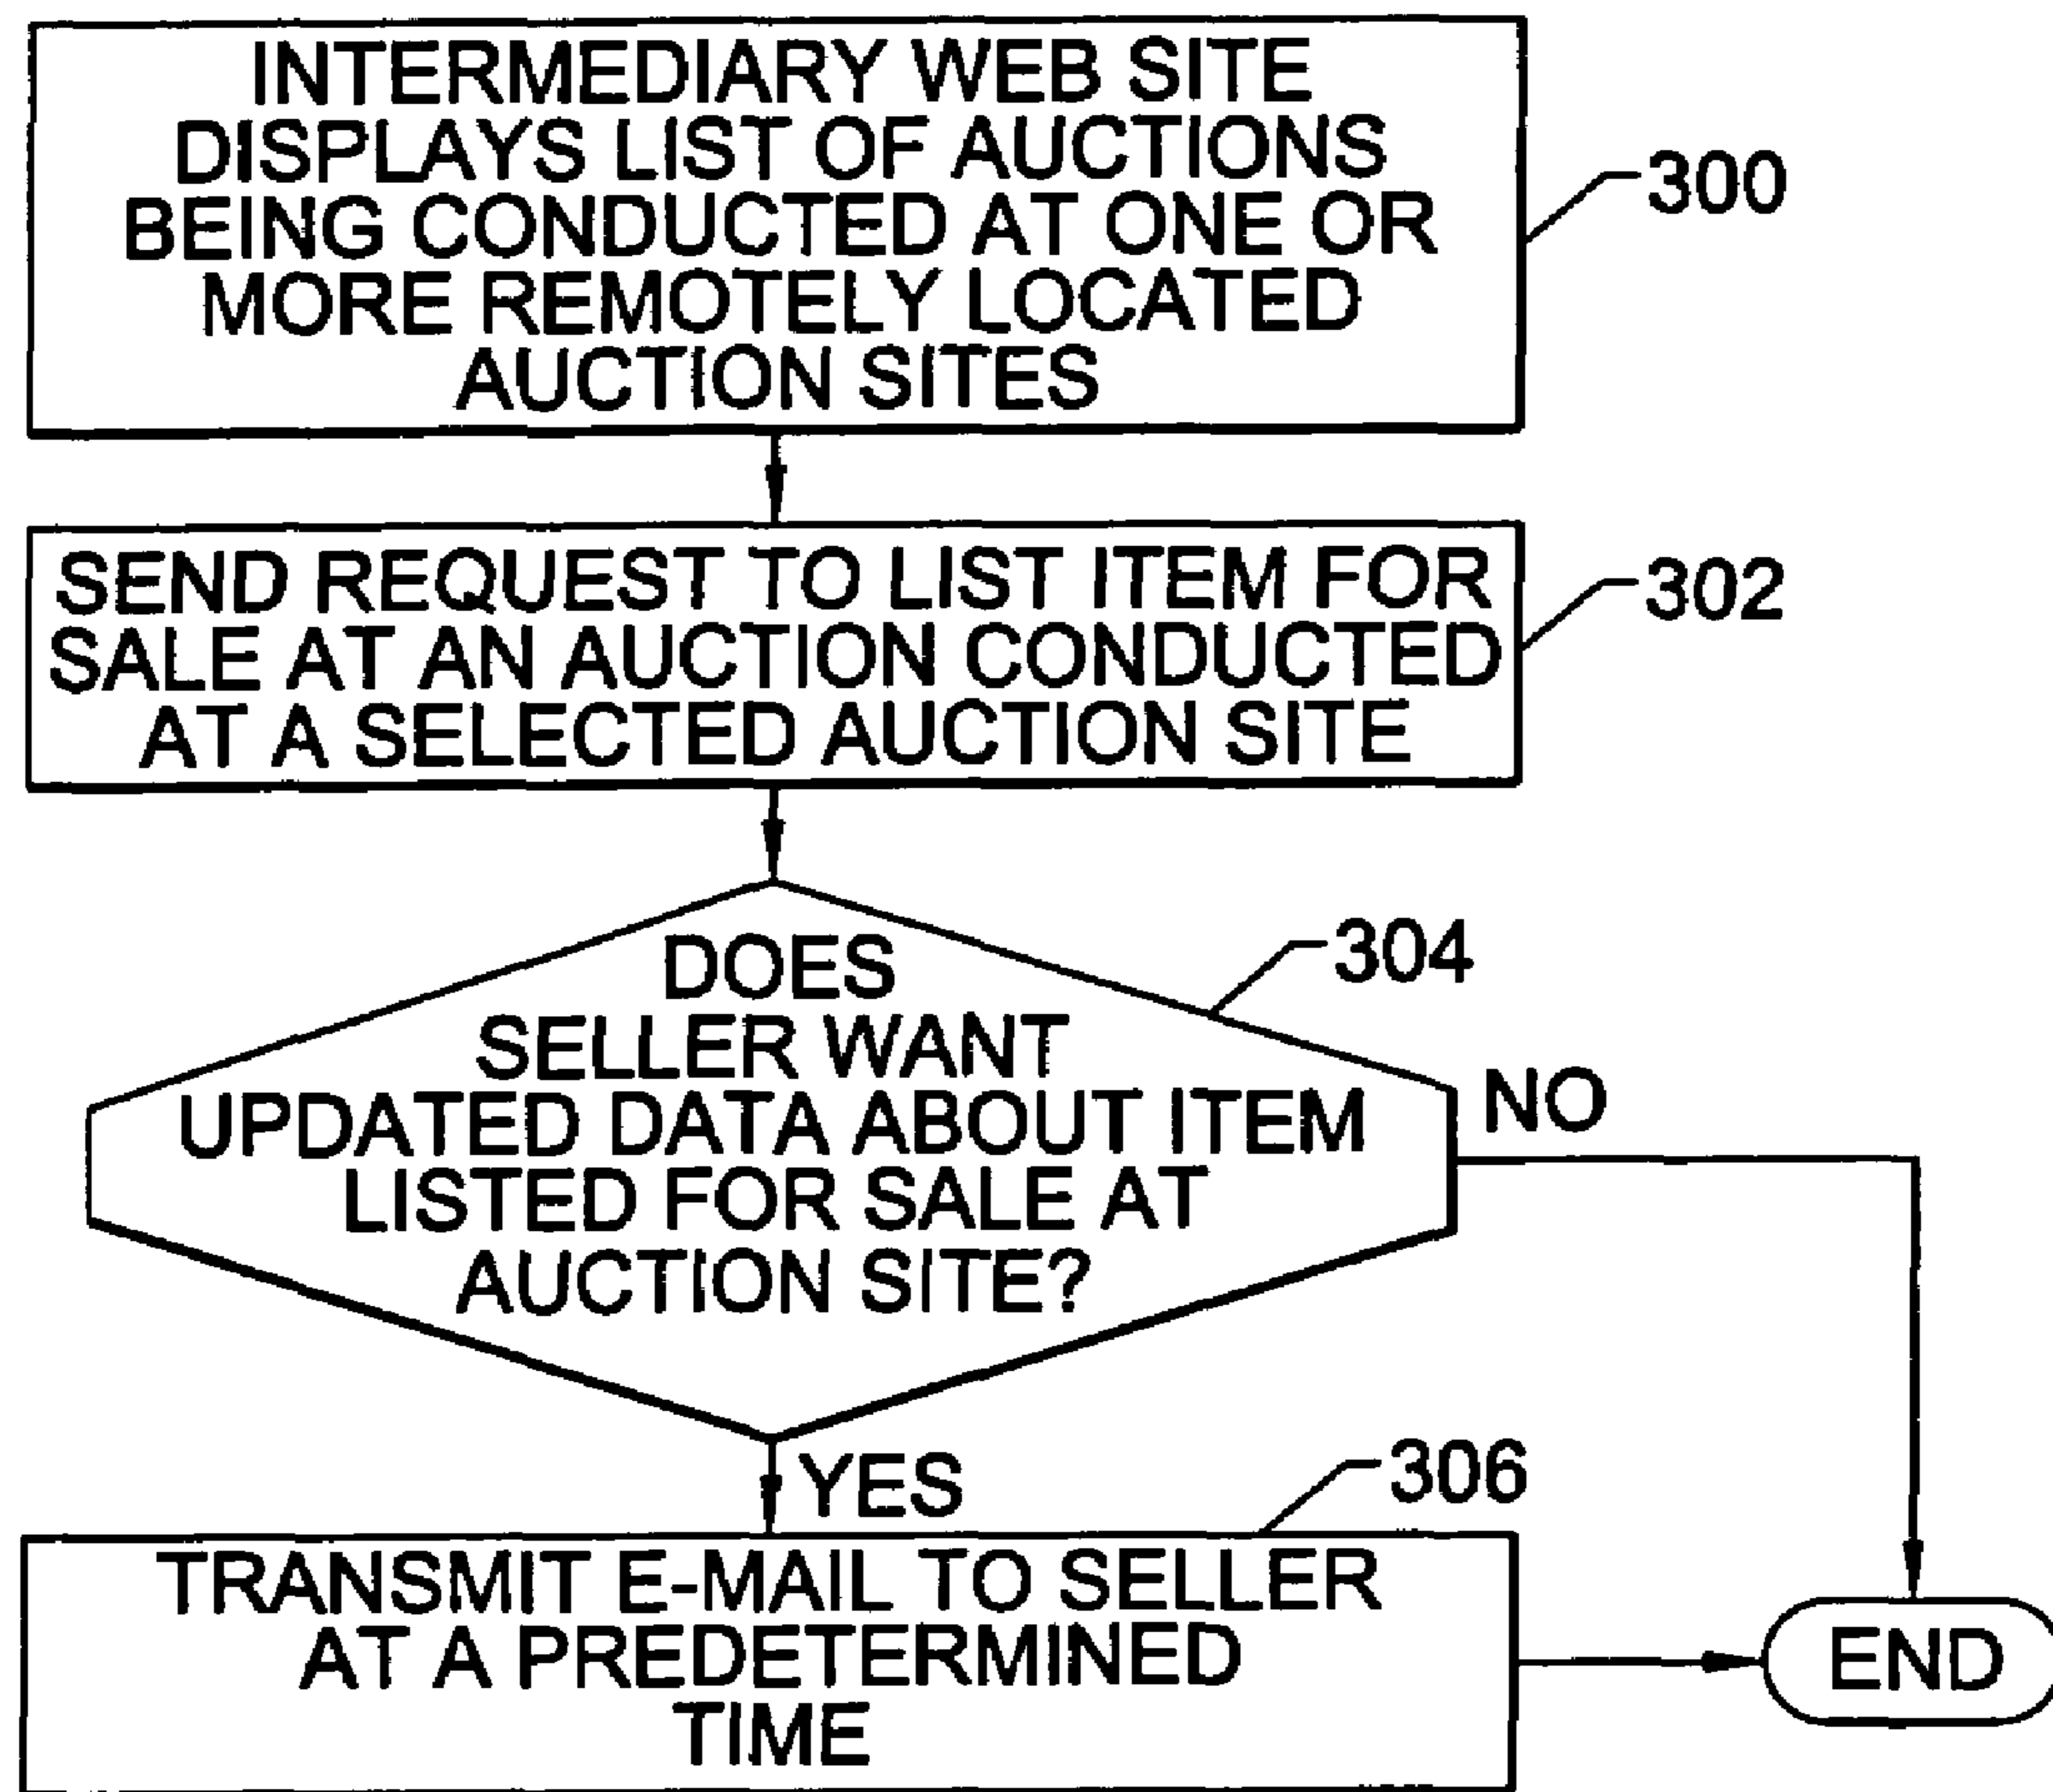 INTERMEDIARY WEB SITE
DISPLAYS LIST OF AUCTIONS
BEING CONDUCTED AT ONE OR
MORE REMOTELY LOCATED
AUCTION SITES
300
SEND REQUEST TO LIST ITEM FOR
SALE AT AN AUCTION CONDUCTED
AT A SELECTED AUCTION SITE
302
DOES
SELLER WANT
UPDATED DATA ABOUT ITEM
LISTED FOR SALE AT
AUCTION SITE?
304
NO
YES
306
TRANSMIT E-MAIL TO SELLER
AT A PREDETERMINED
TIME
END